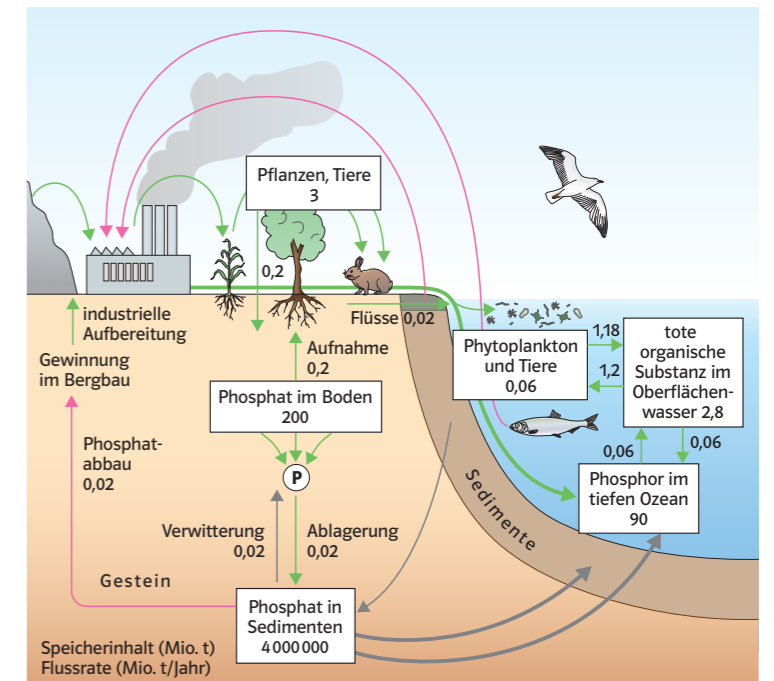 Pflanzen, Tiere
3
0,2
industrielle
Aufbereitung
Gewinnung
im Bergbau
Phosphat-
abbau
0,02
Aufnahme
0,2
Phosphat im Boden
200
P
Verwitterung
0,02
Ablagerung
0,02
Gestein
Phosphat in
Sedimenten
4 000 000
Speicherinhalt (Mio. t)
Flussrate (Mio. t/Jahr)
Flüsse 0,02
Phytoplankton
und Tiere
0,06
1,18
1,2
tote
organische
Substanz im
Oberflächen-
wasser 2,8
0,06
0,06
Phosphor im
tiefen Ozean
90
Sedimente